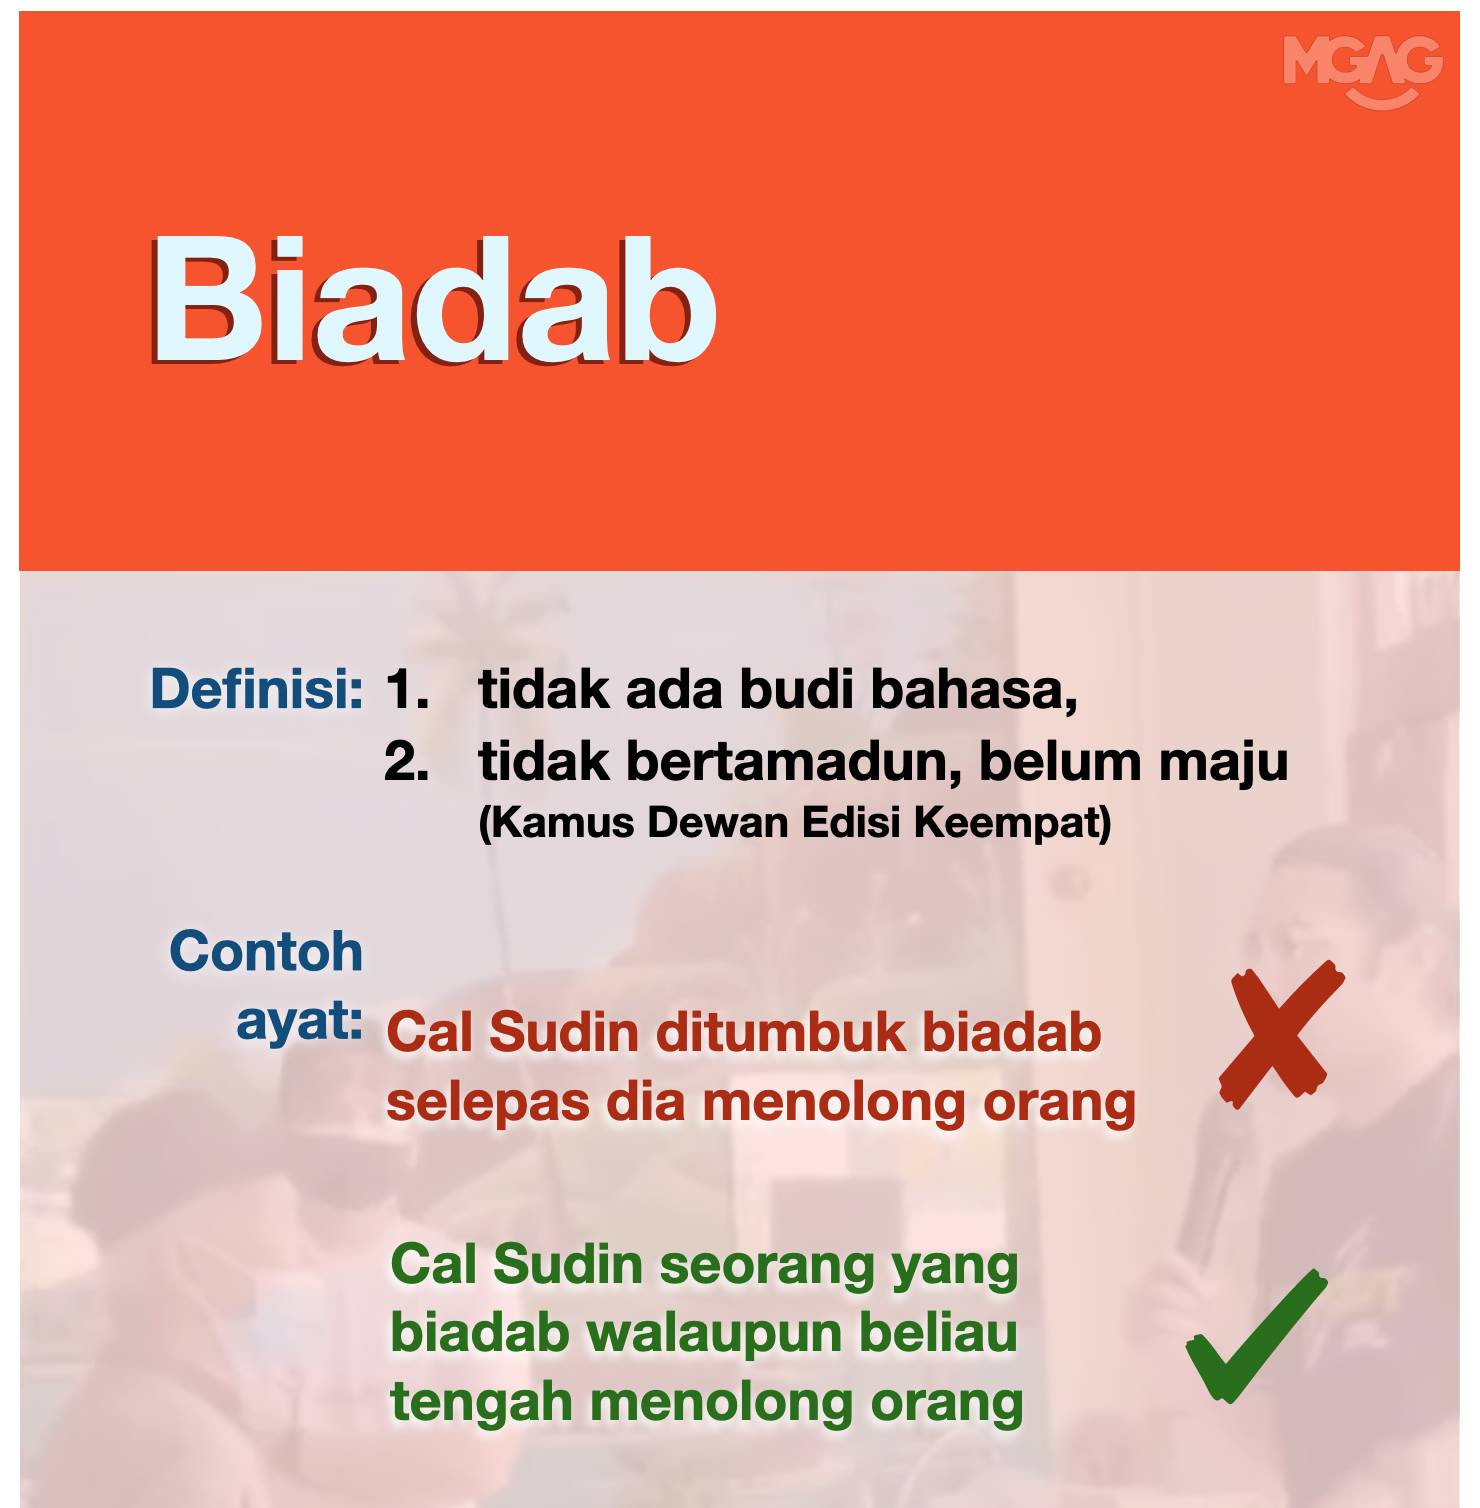 MGAG
Biadab
Definisi: 1. tidak ada budi bahasa,
2. tidak bertamadun, belum maju
(Kamus Dewan Edisi Keempat)
Contoh
ayat:
Cal Sudin ditumbuk biadab
selepas dia menolong orang
Cal Sudin seorang yang
biadab walaupun beliau
tengah menolong orang